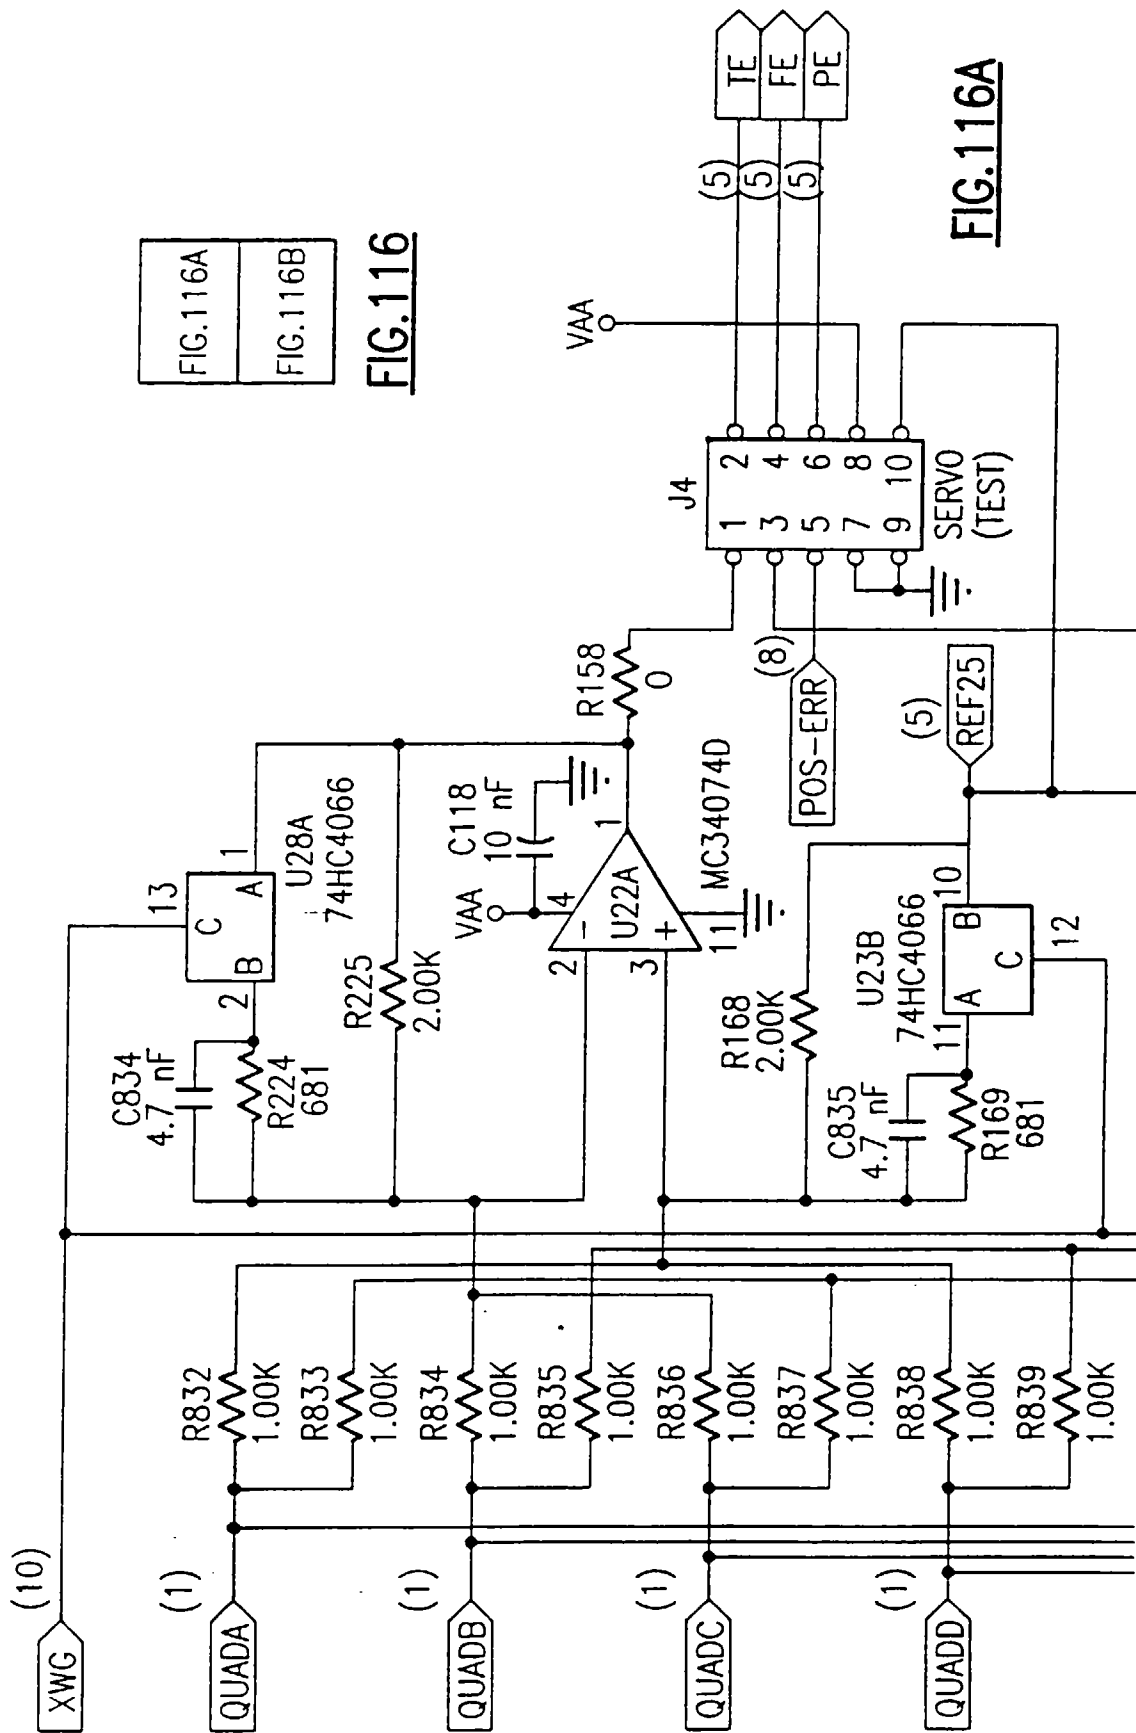 XWG
(10)
QUADA
(1)
QUADB
(1)
QUADC
(1)
QUADD
(1)
R832
1.00K
R833
1.00K
R834
1.00K
R835
1.00K
R836
1.00K
R837
1.00K
R838
1.00K
R839
1.00K
C834
4.7 nF
R224
681
2
B
C
A
13
1
U28A
74HC4066
R225
2.00K
VAA
C118
10 nF
2
3
4
-
+
U22A
1
11
MC34074D
R158
0
R168
2.00K
C835
4.7 nF
R169
681
11
A
B
C
10
12
U23B
74HC4066
(5)
REF25
(8)
POS-ERR
J4
1 2
3 4
5 6
7 8
9 10
SERVO
(TEST)
VAA
(5)
TE
(5)
FE
(5)
PE
FIG.116A
FIG.116B
FIG.116
FIG.116A